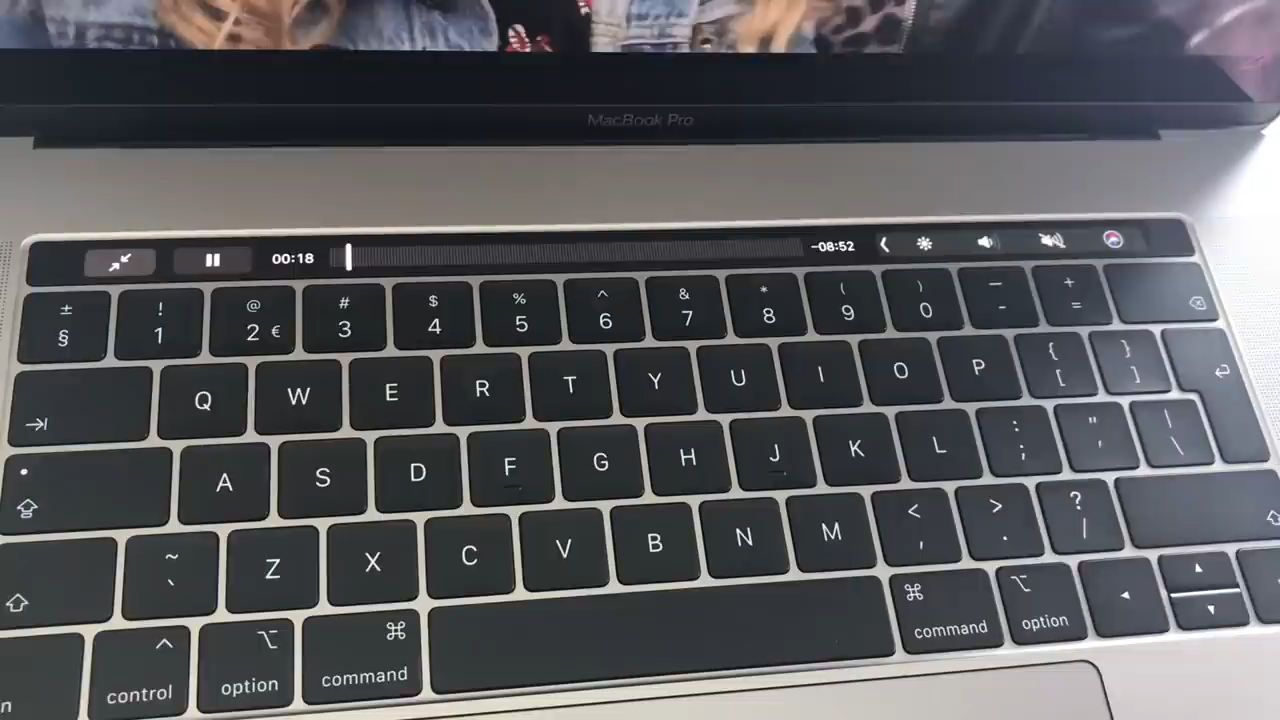 MacBook Pro
00:18 -08:52
± ! @ # $ % ^ & * ( ) — +
§ 1 2 € 3 4 5 6 7 8 9 0 - =
Q W E R T Y U I O P { [ } ]
A S D F G H J K L : ; " ' | \
~ ` Z X C V B N M < , > . ? /
n control option command command option